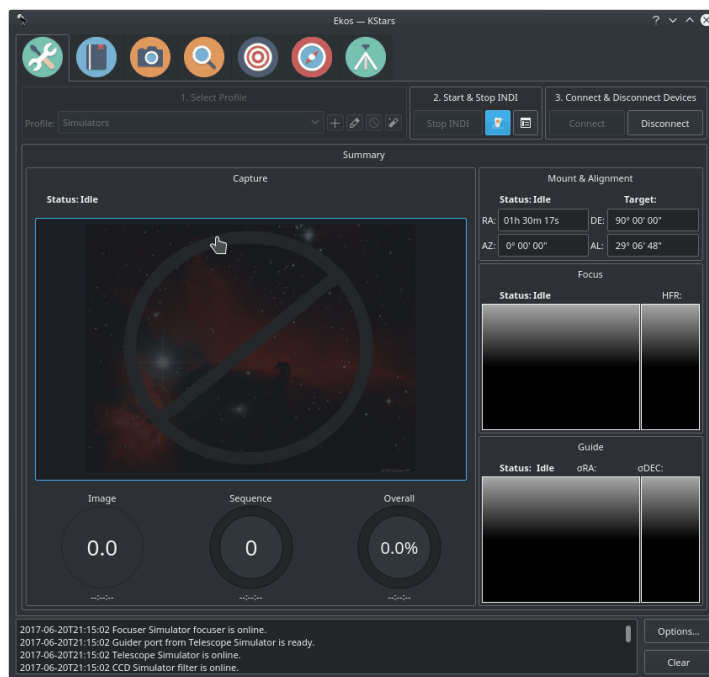 Ekos — KStars
1. Select Profile
2. Start & Stop INDI
3. Connect & Disconnect Devices
Profile: Simulators
Stop INDI
Connect
Disconnect
Summary
Capture
Status: Idle
Mount & Alignment
Status: Idle
Target:
RA: 01h 30m 17s
DE: 90° 00' 00"
AZ: 0° 00' 00"
AL: 29° 06' 48"
Focus
Status: Idle
HFR:
Guide
Status: Idle
σRA:
σDEC:
Image
Sequence
Overall
0.0
0
0.0%
--:--:--
--:--:--
--:--:--
2017-06-20T21:15:02 Focuser Simulator focuser is online.
2017-06-20T21:15:02 Guider port from Telescope Simulator is ready.
2017-06-20T21:15:02 Telescope Simulator is online.
2017-06-20T21:15:02 CCD Simulator filter is online.
Options...
Clear